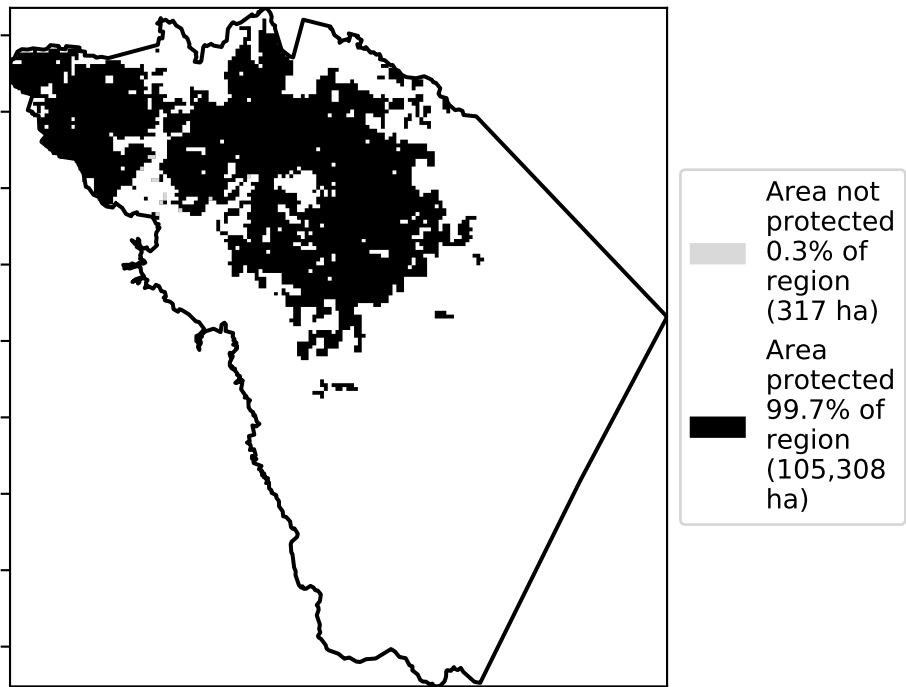 Area not
protected
0.3% of
region
(317 ha)
Area
protected
99.7% of
region
(105,308
ha)